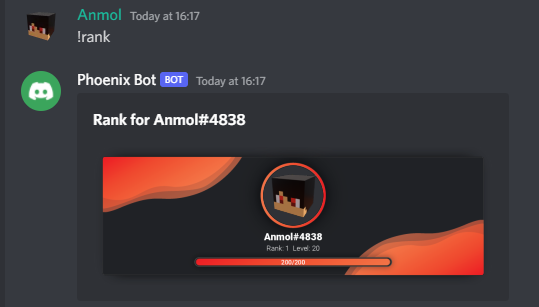 Anmol Today at 16:17
!rank
Phoenix Bot BOT Today at 16:17
Rank for Anmol#4838
Anmol#4838
Rank: 1 Level: 20
200/200